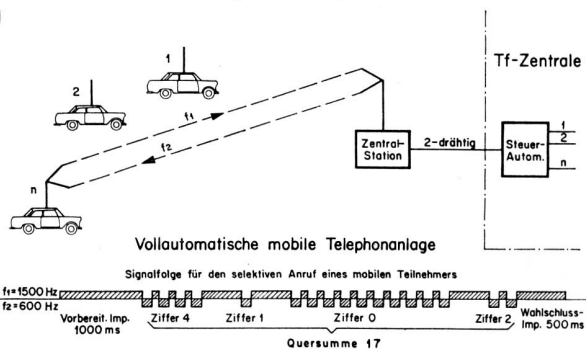 1
2
n
f₁
f₂
Tf-Zentrale
Zentral-
Station
2-drähtig
Steuer-
Autom.
1
2
n
Vollautomatische mobile Telephonanlage
Signalfolge für den selektiven Anruf eines mobilen Teilnehmers
f₁=1500 Hz
f₂=600 Hz
Vorbereit. Imp.
1000 ms
Ziffer 4
Ziffer 1
Ziffer 0
Ziffer 2
Wahlschluss-
Imp. 500 ms
Quersumme 17